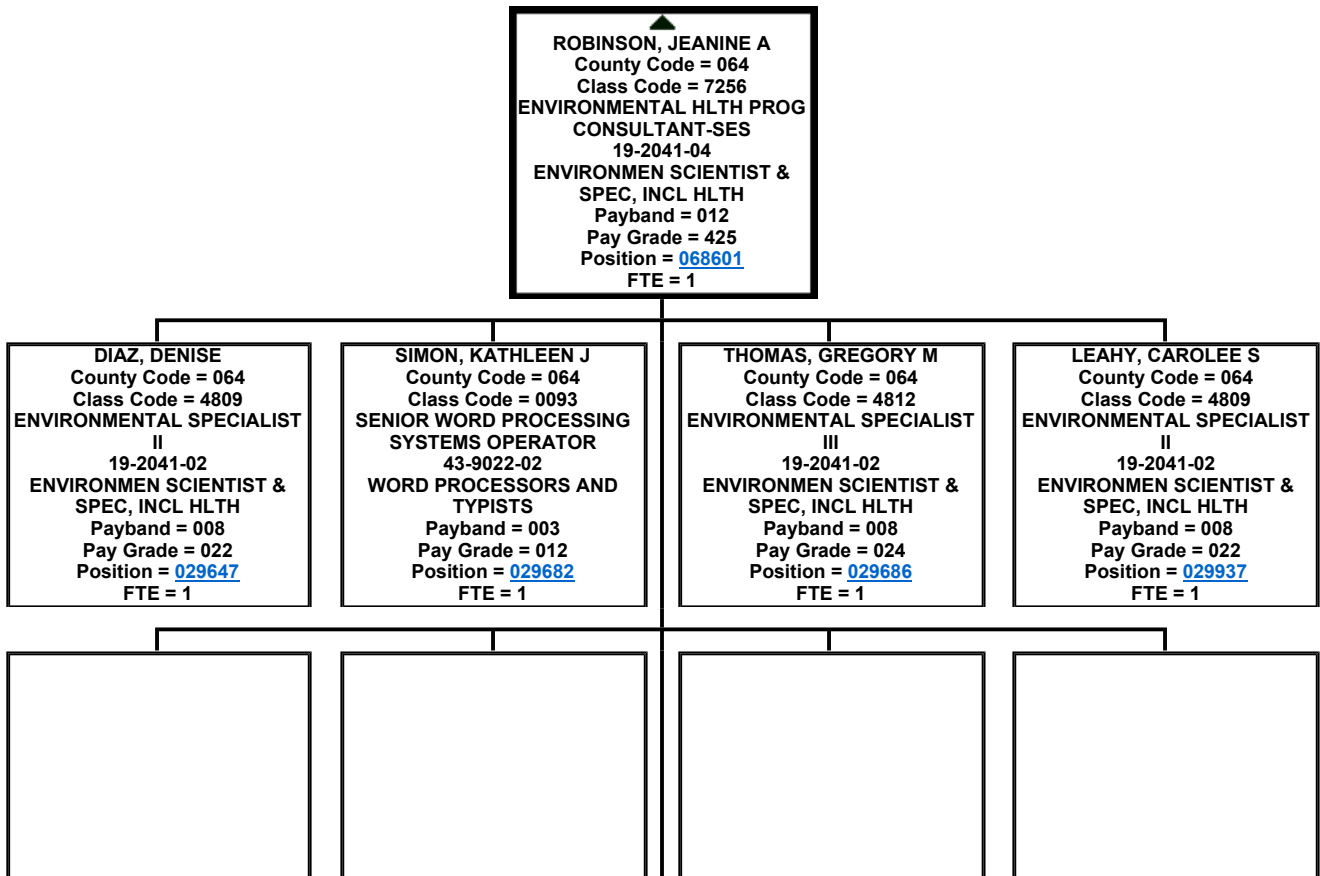 ROBINSON, JEANINE A
County Code = 064
Class Code = 7256
ENVIRONMENTAL HLTH PROG
CONSULTANT-SES
19-2041-04
ENVIRONMEN SCIENTIST &
SPEC, INCL HLTH
Payband = 012
Pay Grade = 425
Position = 068601
FTE = 1
DIAZ, DENISE
County Code = 064
Class Code = 4809
ENVIRONMENTAL SPECIALIST
II
19-2041-02
ENVIRONMEN SCIENTIST &
SPEC, INCL HLTH
Payband = 008
Pay Grade = 022
Position = 029647
FTE = 1
SIMON, KATHLEEN J
County Code = 064
Class Code = 0093
SENIOR WORD PROCESSING
SYSTEMS OPERATOR
43-9022-02
WORD PROCESSORS AND
TYPISTS
Payband = 003
Pay Grade = 012
Position = 029682
FTE = 1
THOMAS, GREGORY M
County Code = 064
Class Code = 4812
ENVIRONMENTAL SPECIALIST
III
19-2041-02
ENVIRONMEN SCIENTIST &
SPEC, INCL HLTH
Payband = 008
Pay Grade = 024
Position = 029686
FTE = 1
LEAHY, CAROLEE S
County Code = 064
Class Code = 4809
ENVIRONMENTAL SPECIALIST
II
19-2041-02
ENVIRONMEN SCIENTIST &
SPEC, INCL HLTH
Payband = 008
Pay Grade = 022
Position = 029937
FTE = 1